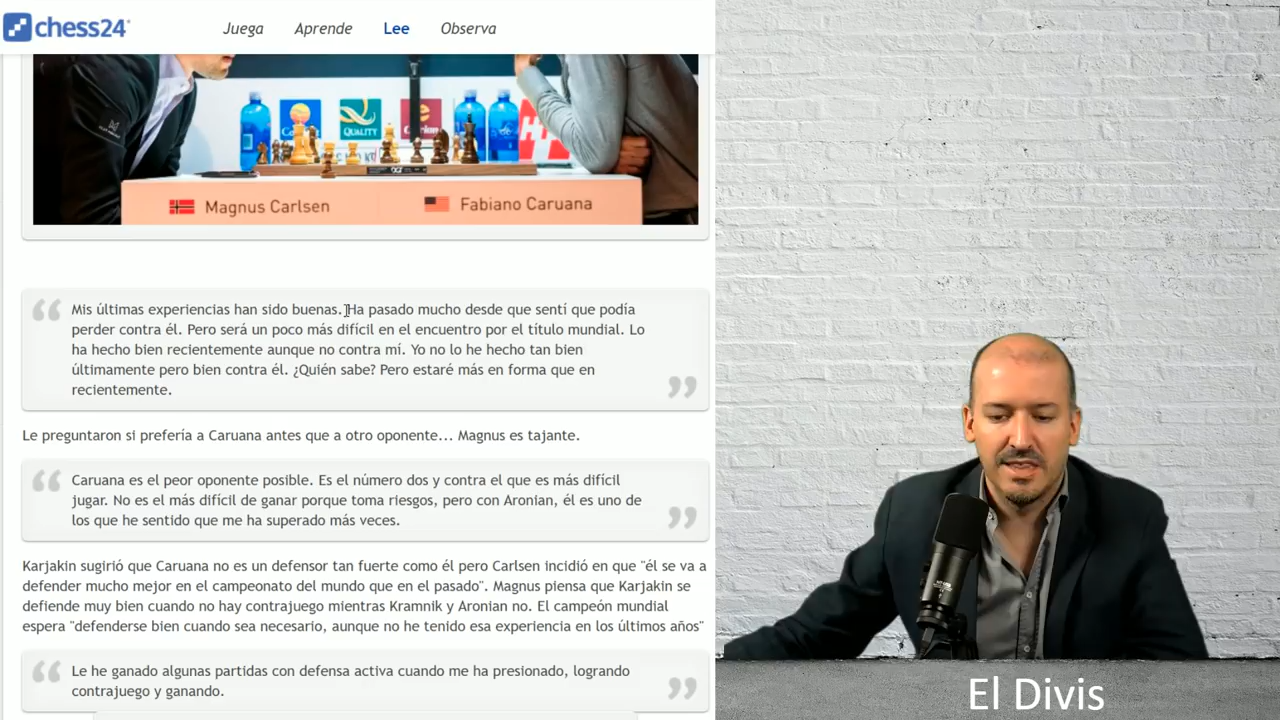 chess24
Juega Aprende Lee Observa
QUALITY
Magnus Carlsen
Fabiano Caruana
Mis últimas experiencias han sido buenas. Ha pasado mucho desde que sentí que podía
perder contra él. Pero será un poco más difícil en el encuentro por el título mundial. Lo
ha hecho bien recientemente aunque no contra mí. Yo no lo he hecho tan bien
últimamente pero bien contra él. ¿Quién sabe? Pero estaré más en forma que en
recientemente.
Le preguntaron si prefería a Caruana antes que a otro oponente... Magnus es tajante.
Caruana es el peor oponente posible. Es el número dos y contra el que es más difícil
jugar. No es el más difícil de ganar porque toma riesgos, pero con Aronian, él es uno de
los que he sentido que me ha superado más veces.
Karjakin sugirió que Caruana no es un defensor tan fuerte como él pero Carlsen incidió en que "él se va a
defender mucho mejor en el campeonato del mundo que en el pasado". Magnus piensa que Karjakin se
defiende muy bien cuando no hay contrajuego mientras Kramnik y Aronian no. El campeón mundial
espera "defenderse bien cuando sea necesario, aunque no he tenido esa experiencia en los últimos años"
Le he ganado algunas partidas con defensa activa cuando me ha presionado, logrando
contrajuego y ganando.
El Divis